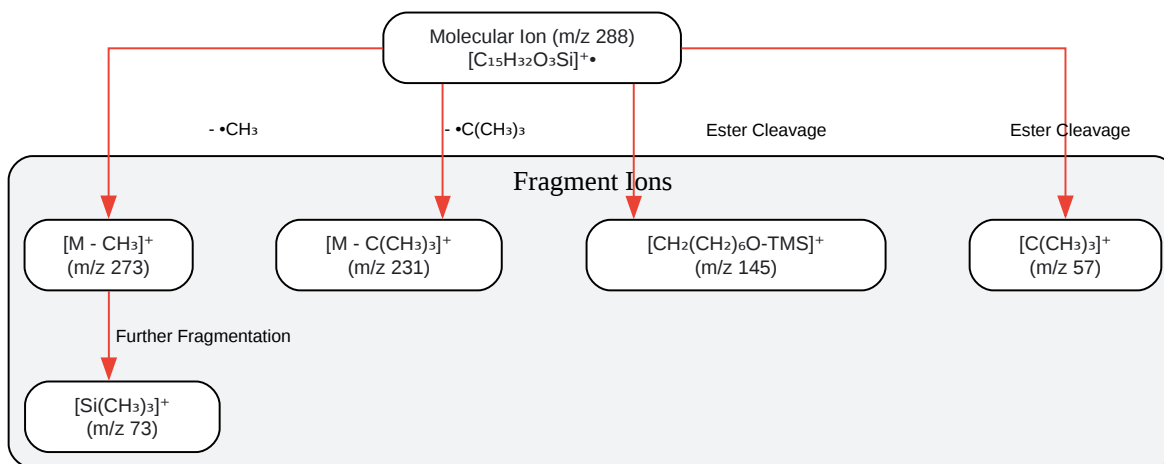 Molecular Ion (m/z 288)
[C₁₅H₃₂O₃Si]⁺•
- •CH₃
- •C(CH₃)₃
Ester Cleavage
Ester Cleavage
Fragment Ions
[M - CH₃]⁺
(m/z 273)
[M - C(CH₃)₃]⁺
(m/z 231)
[CH₂(CH₂)₆O-TMS]⁺
(m/z 145)
[C(CH₃)₃]⁺
(m/z 57)
Further Fragmentation
[Si(CH₃)₃]⁺
(m/z 73)